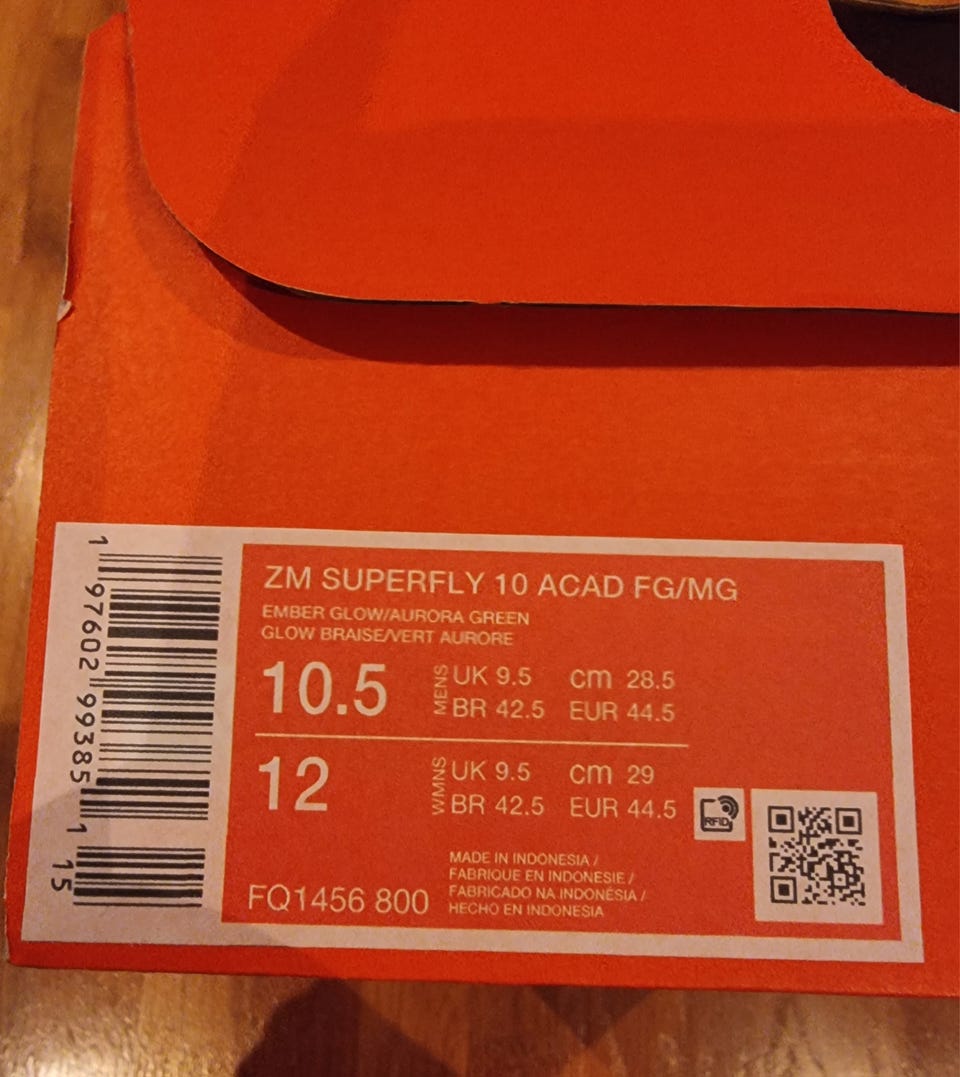 ZM SUPERFLY 10 ACAD FG/MG
EMBER GLOW/AURORA GREEN
GLOW BRAISE/VERT AURORE
10.5
MENS
UK 9.5 cm 28.5
BR 42.5 EUR 44.5
12
WMNS
UK 9.5 cm 29
BR 42.5 EUR 44.5
RFID
MADE IN INDONESIA /
FABRIQUE EN INDONESIE /
FABRICADO NA INDONÉSIA /
HECHO EN INDONESIA
FQ1456 800
1 97602 99385 1 15